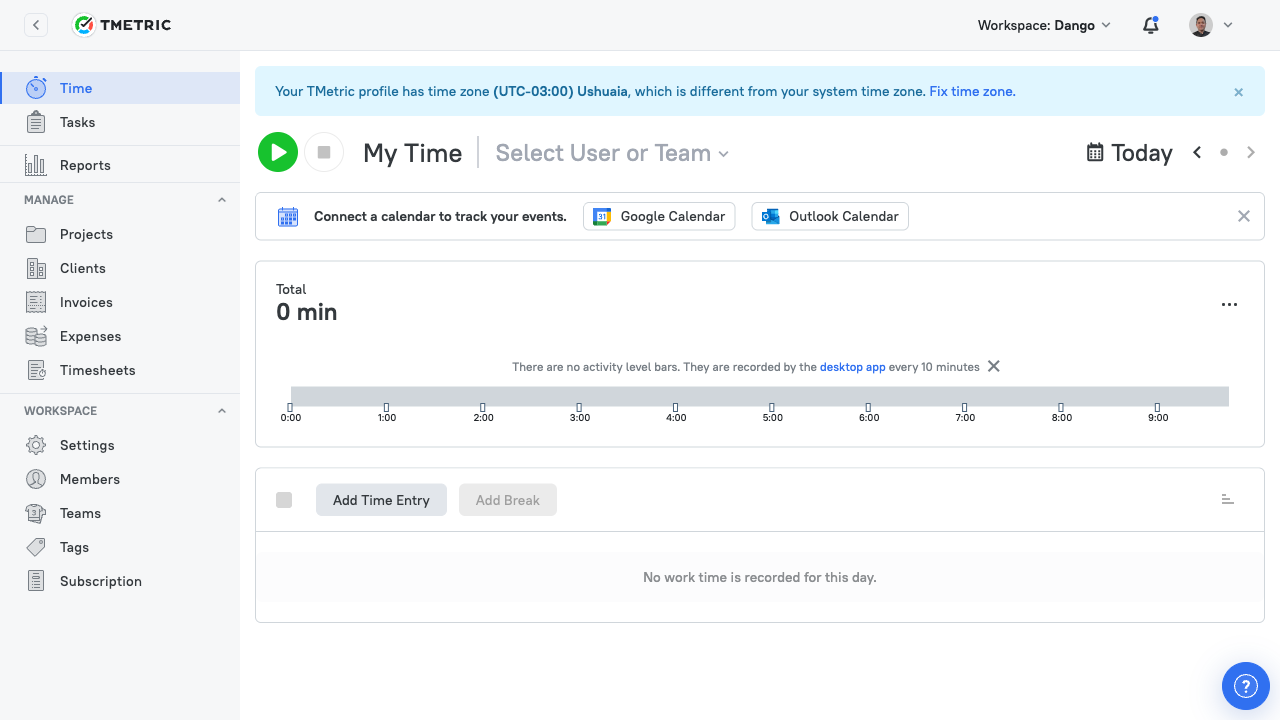 TMETRIC
Workspace: Dango
Time
Tasks
Reports
MANAGE
Projects
Clients
Invoices
Expenses
Timesheets
WORKSPACE
Settings
Members
Teams
Tags
Subscription
Your TMetric profile has time zone (UTC-03:00) Ushuaia, which is different from your system time zone. Fix time zone.
My Time
Select User or Team
Today
Connect a calendar to track your events.
31
Google Calendar
Outlook Calendar
Total
0 min
There are no activity level bars. They are recorded by the desktop app every 10 minutes
0:00 1:00 2:00 3:00 4:00 5:00 6:00 7:00 8:00 9:00
Add Time Entry
Add Break
No work time is recorded for this day.